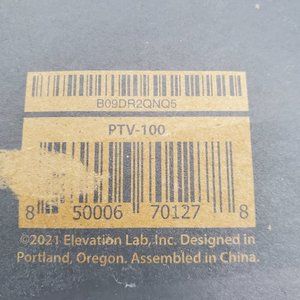 B09DR2QNQ5
PTV-100
8 50006 70127 8
©2021 Elevation Lab, Inc. Designed in
Portland, Oregon. Assembled in China.